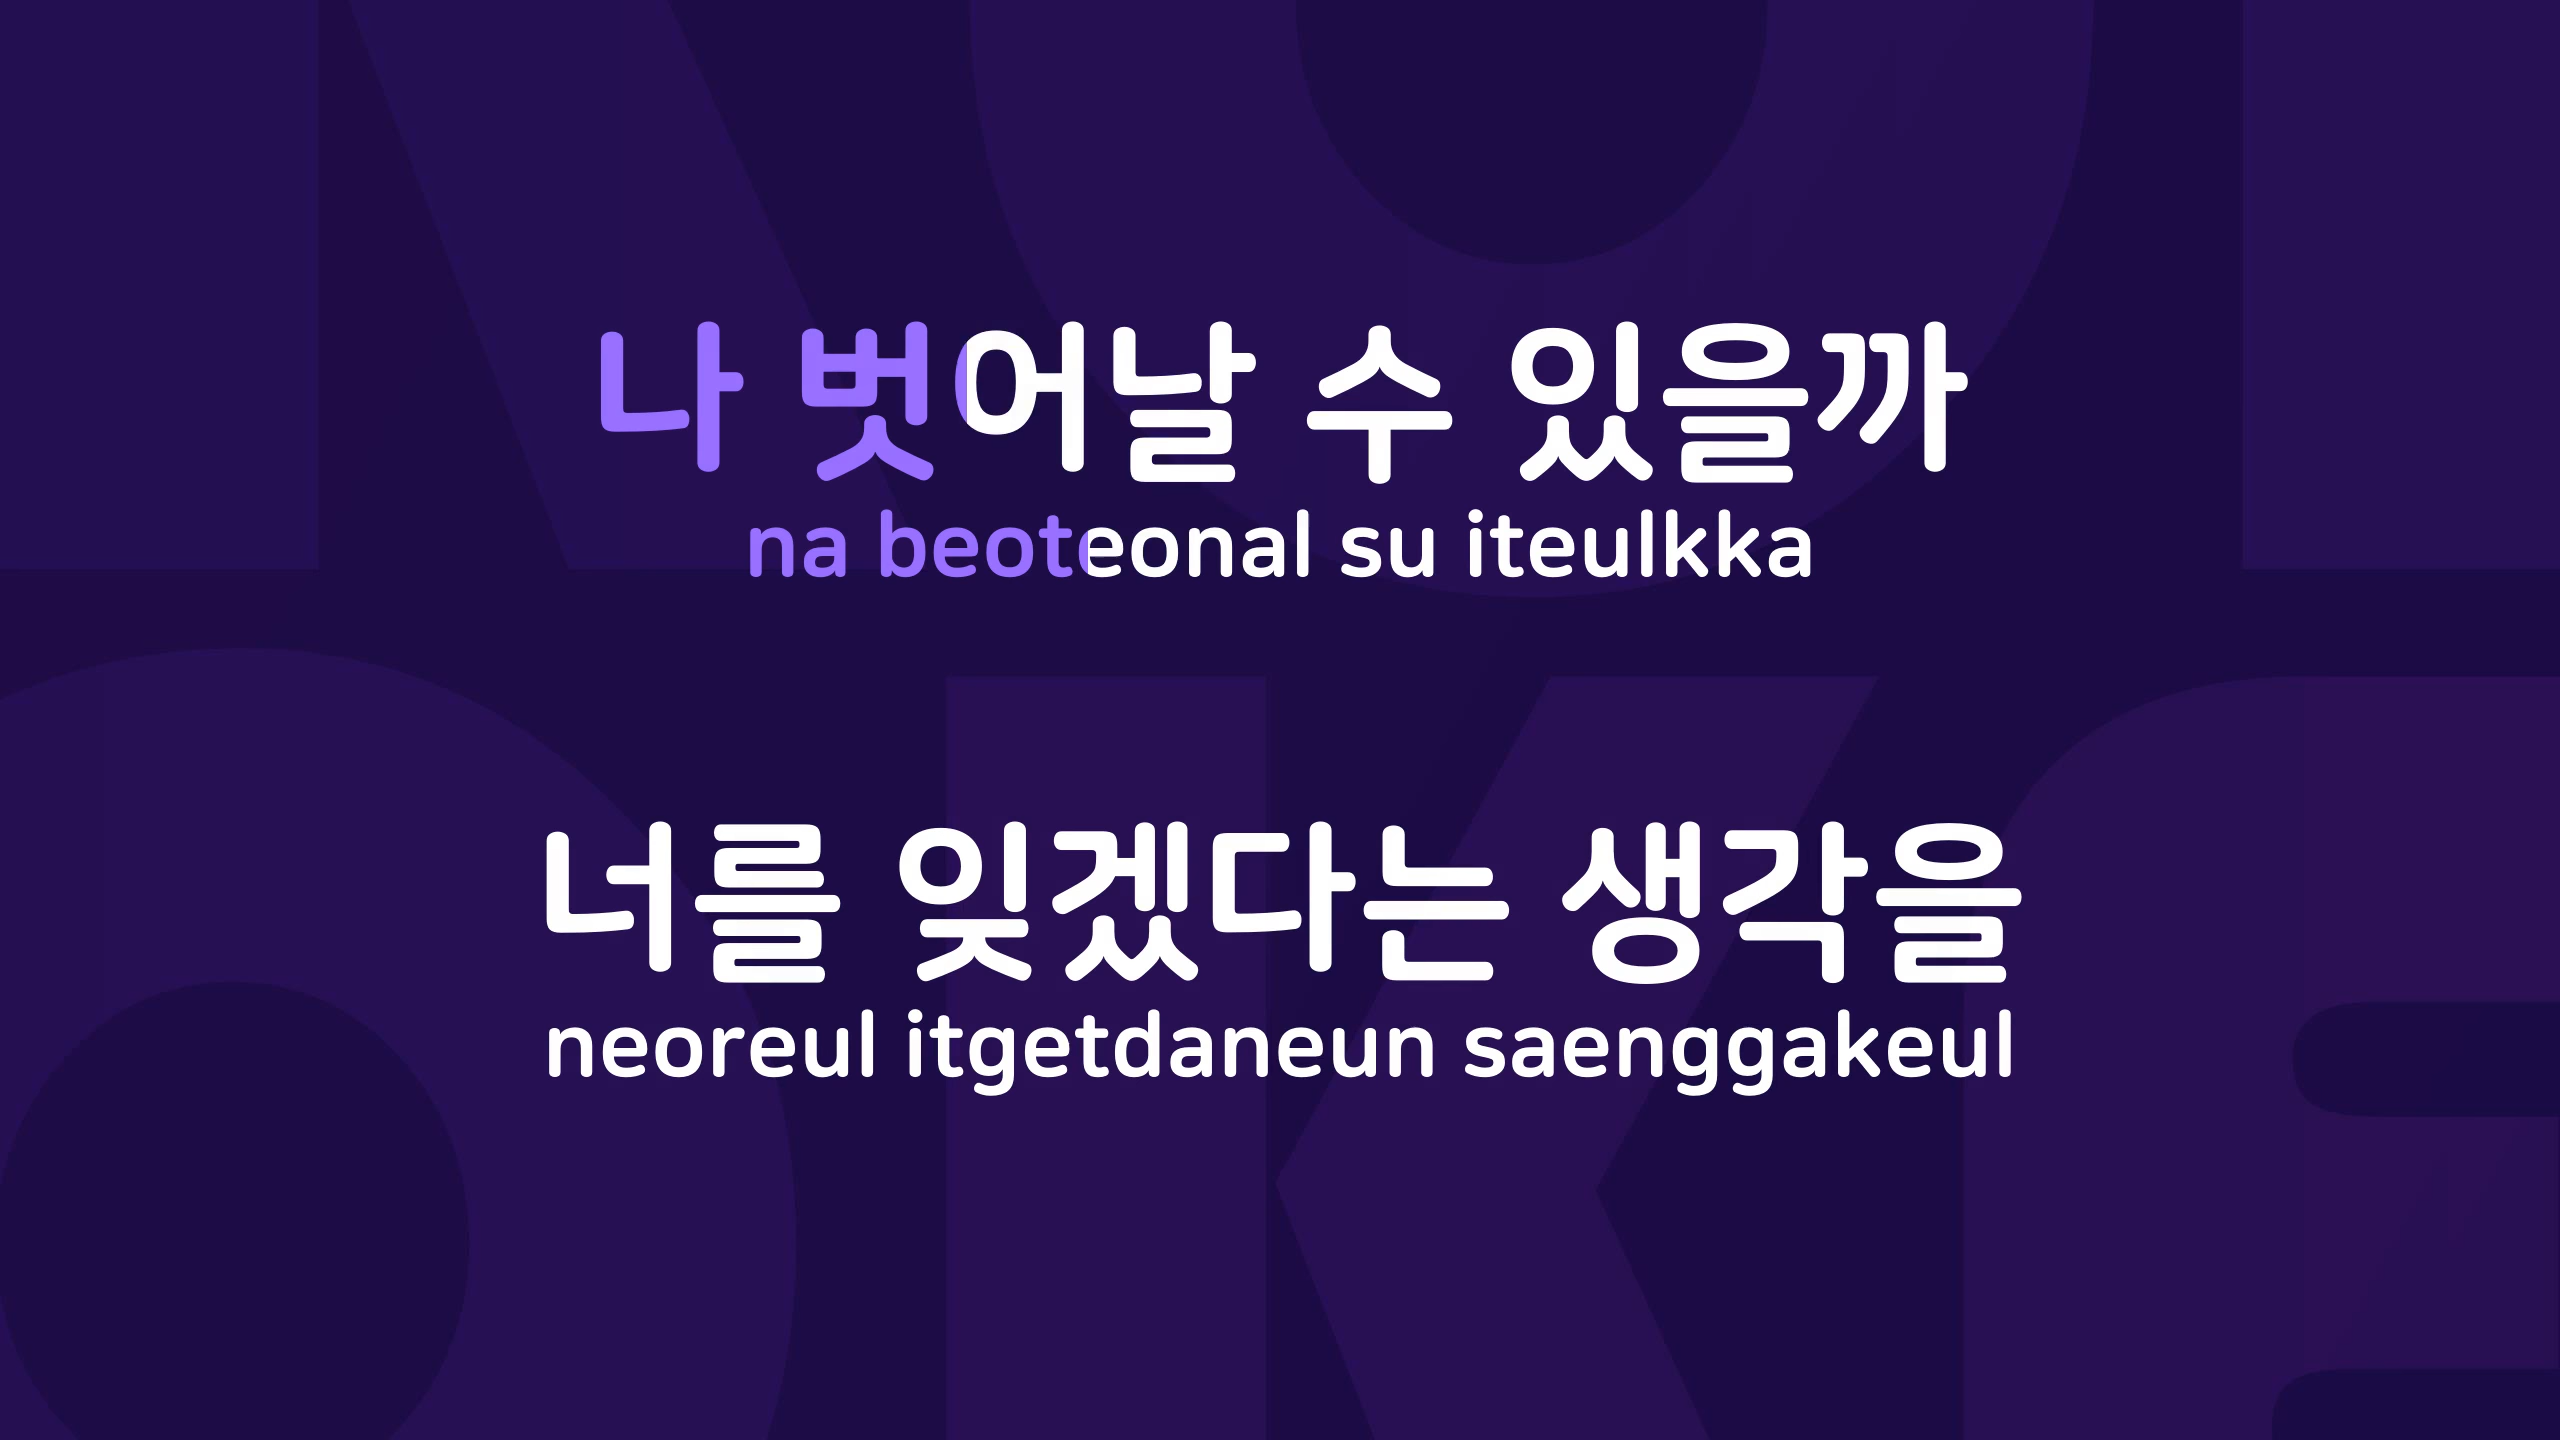 나 벗어날 수 있을까
na beoteonal su iteulkka
너를 잊겠다는 생각을
neoreul itgetdaneun saenggakeul